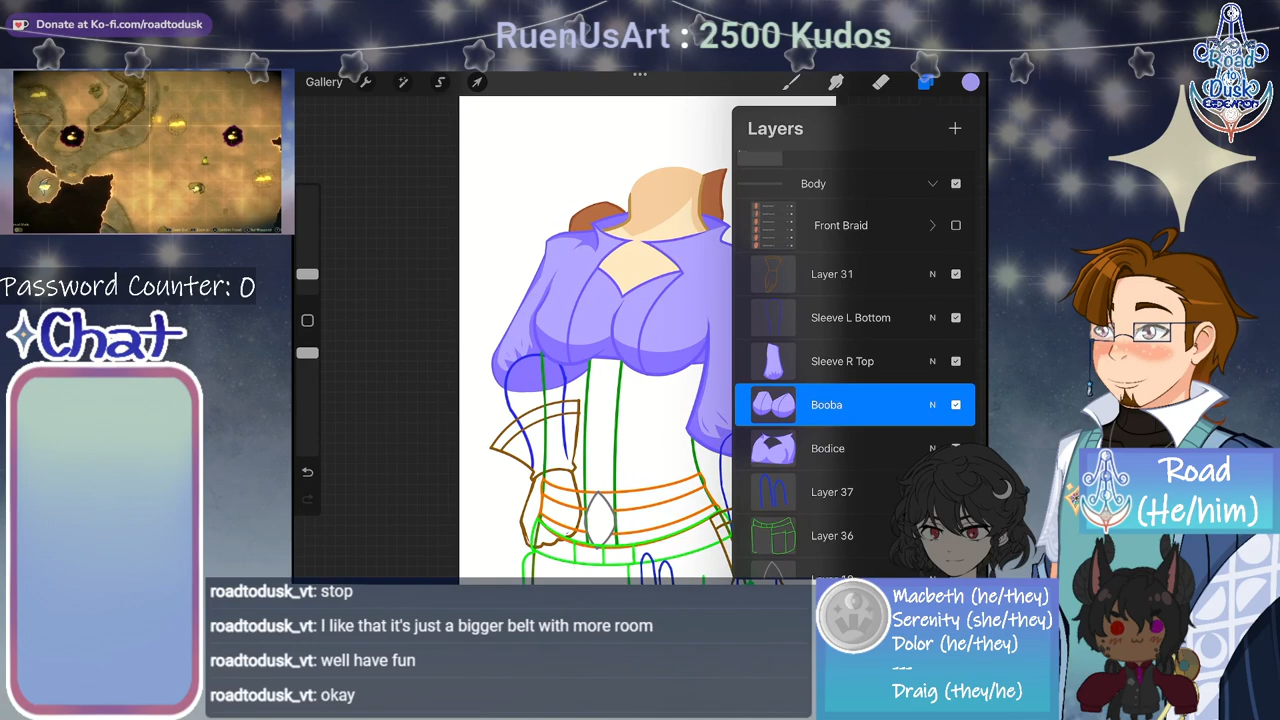 Donate at Ko-fi.com/roadtodusk
RuenUsArt : 2500 Kudos
Road
to
Dusk
Gallery
Layers
Body
Front Braid
Layer 31
N
Sleeve L Bottom
N
Sleeve R Top
N
Booba
N
Bodice
N
Layer 37
Layer 36
Password Counter: 0
Chat
Road
(He/him)
roadtodusk_vt: stop
roadtodusk_vt: I like that it's just a bigger belt with more room
roadtodusk_vt: well have fun
roadtodusk_vt: okay
Macbeth (he/they)
Serenity (she/they)
Dolor (he/they)
---
Draig (they/he)